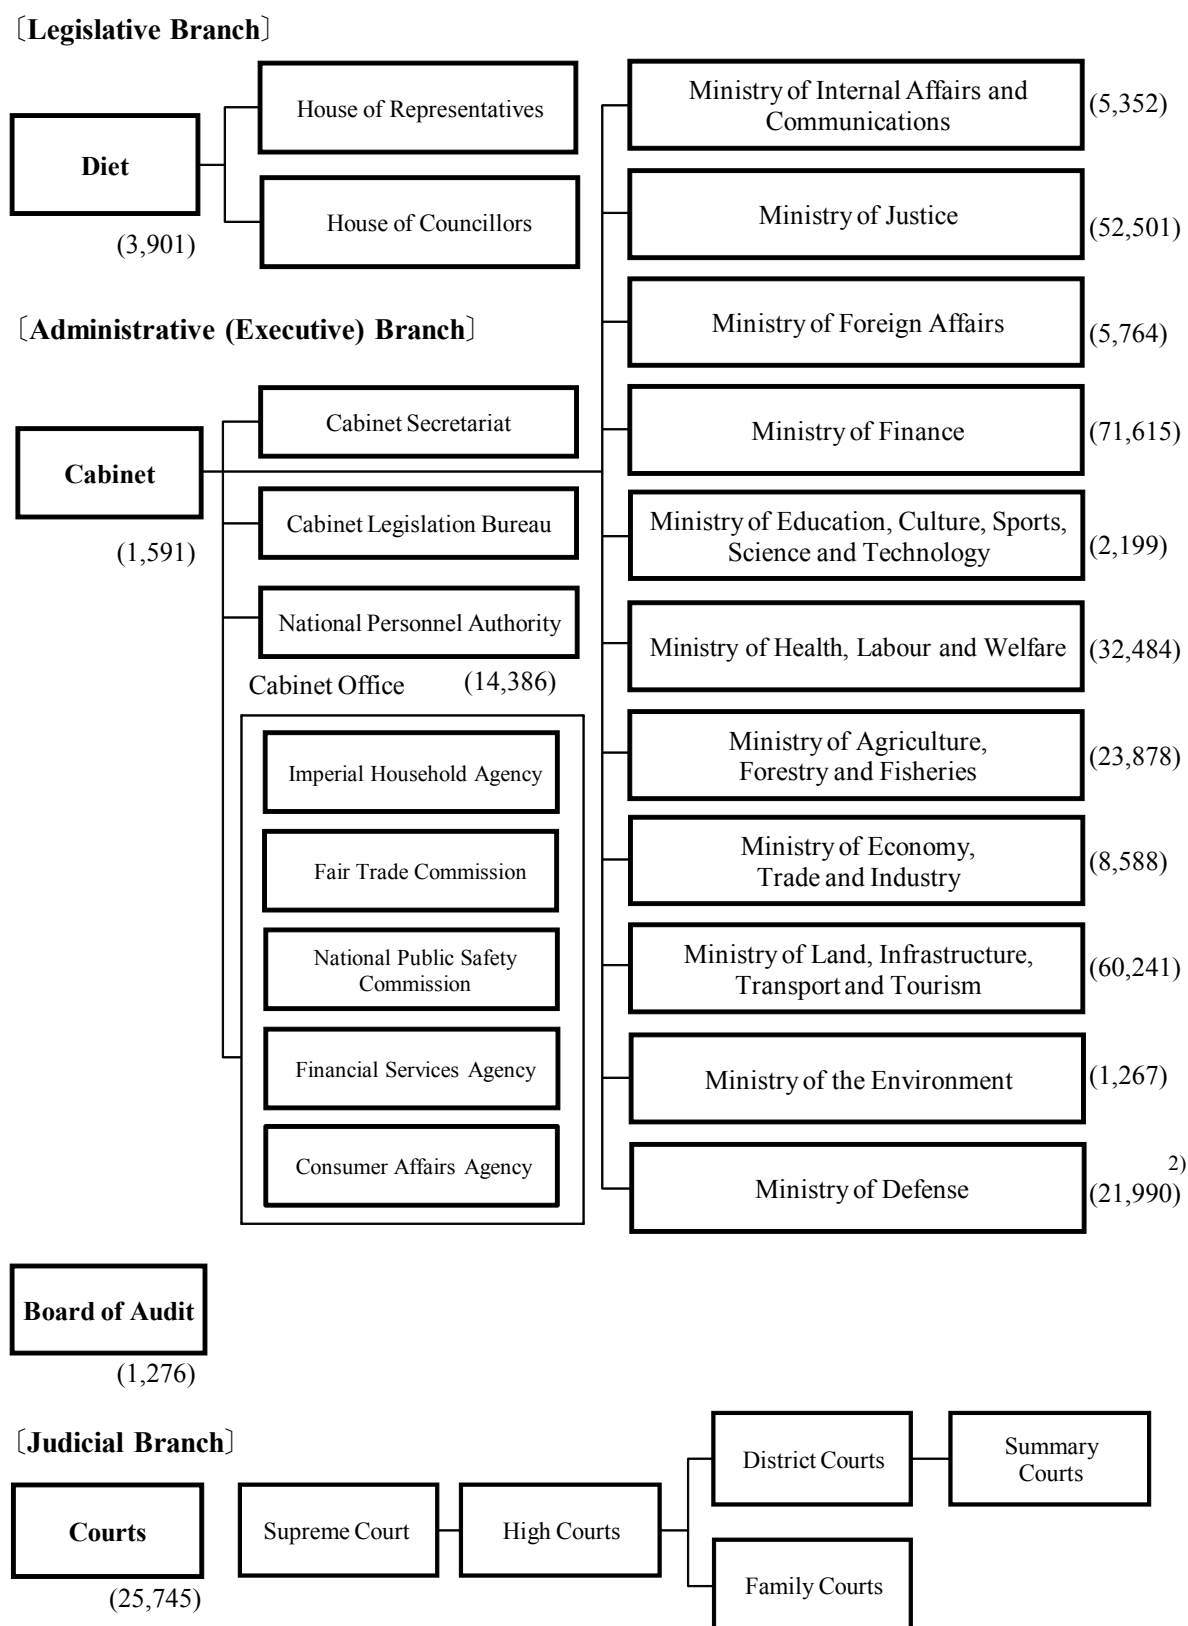 〔Legislative Branch〕
Diet
(3,901)
House of Representatives
House of Councillors
〔Administrative (Executive) Branch〕
Cabinet
(1,591)
Cabinet Secretariat
Cabinet Legislation Bureau
National Personnel Authority
Cabinet Office (14,386)
Imperial Household Agency
Fair Trade Commission
National Public Safety
Commission
Financial Services Agency
Consumer Affairs Agency
Ministry of Internal Affairs and
Communications
(5,352)
Ministry of Justice
(52,501)
Ministry of Foreign Affairs
(5,764)
Ministry of Finance
(71,615)
Ministry of Education, Culture, Sports,
Science and Technology
(2,199)
Ministry of Health, Labour and Welfare
(32,484)
Ministry of Agriculture,
Forestry and Fisheries
(23,878)
Ministry of Economy,
Trade and Industry
(8,588)
Ministry of Land, Infrastructure,
Transport and Tourism
(60,241)
Ministry of the Environment
(1,267)
Ministry of Defense
2)
(21,990)
Board of Audit
(1,276)
〔Judicial Branch〕
Courts
(25,745)
Supreme Court
High Courts
District Courts
Summary
Courts
Family Courts